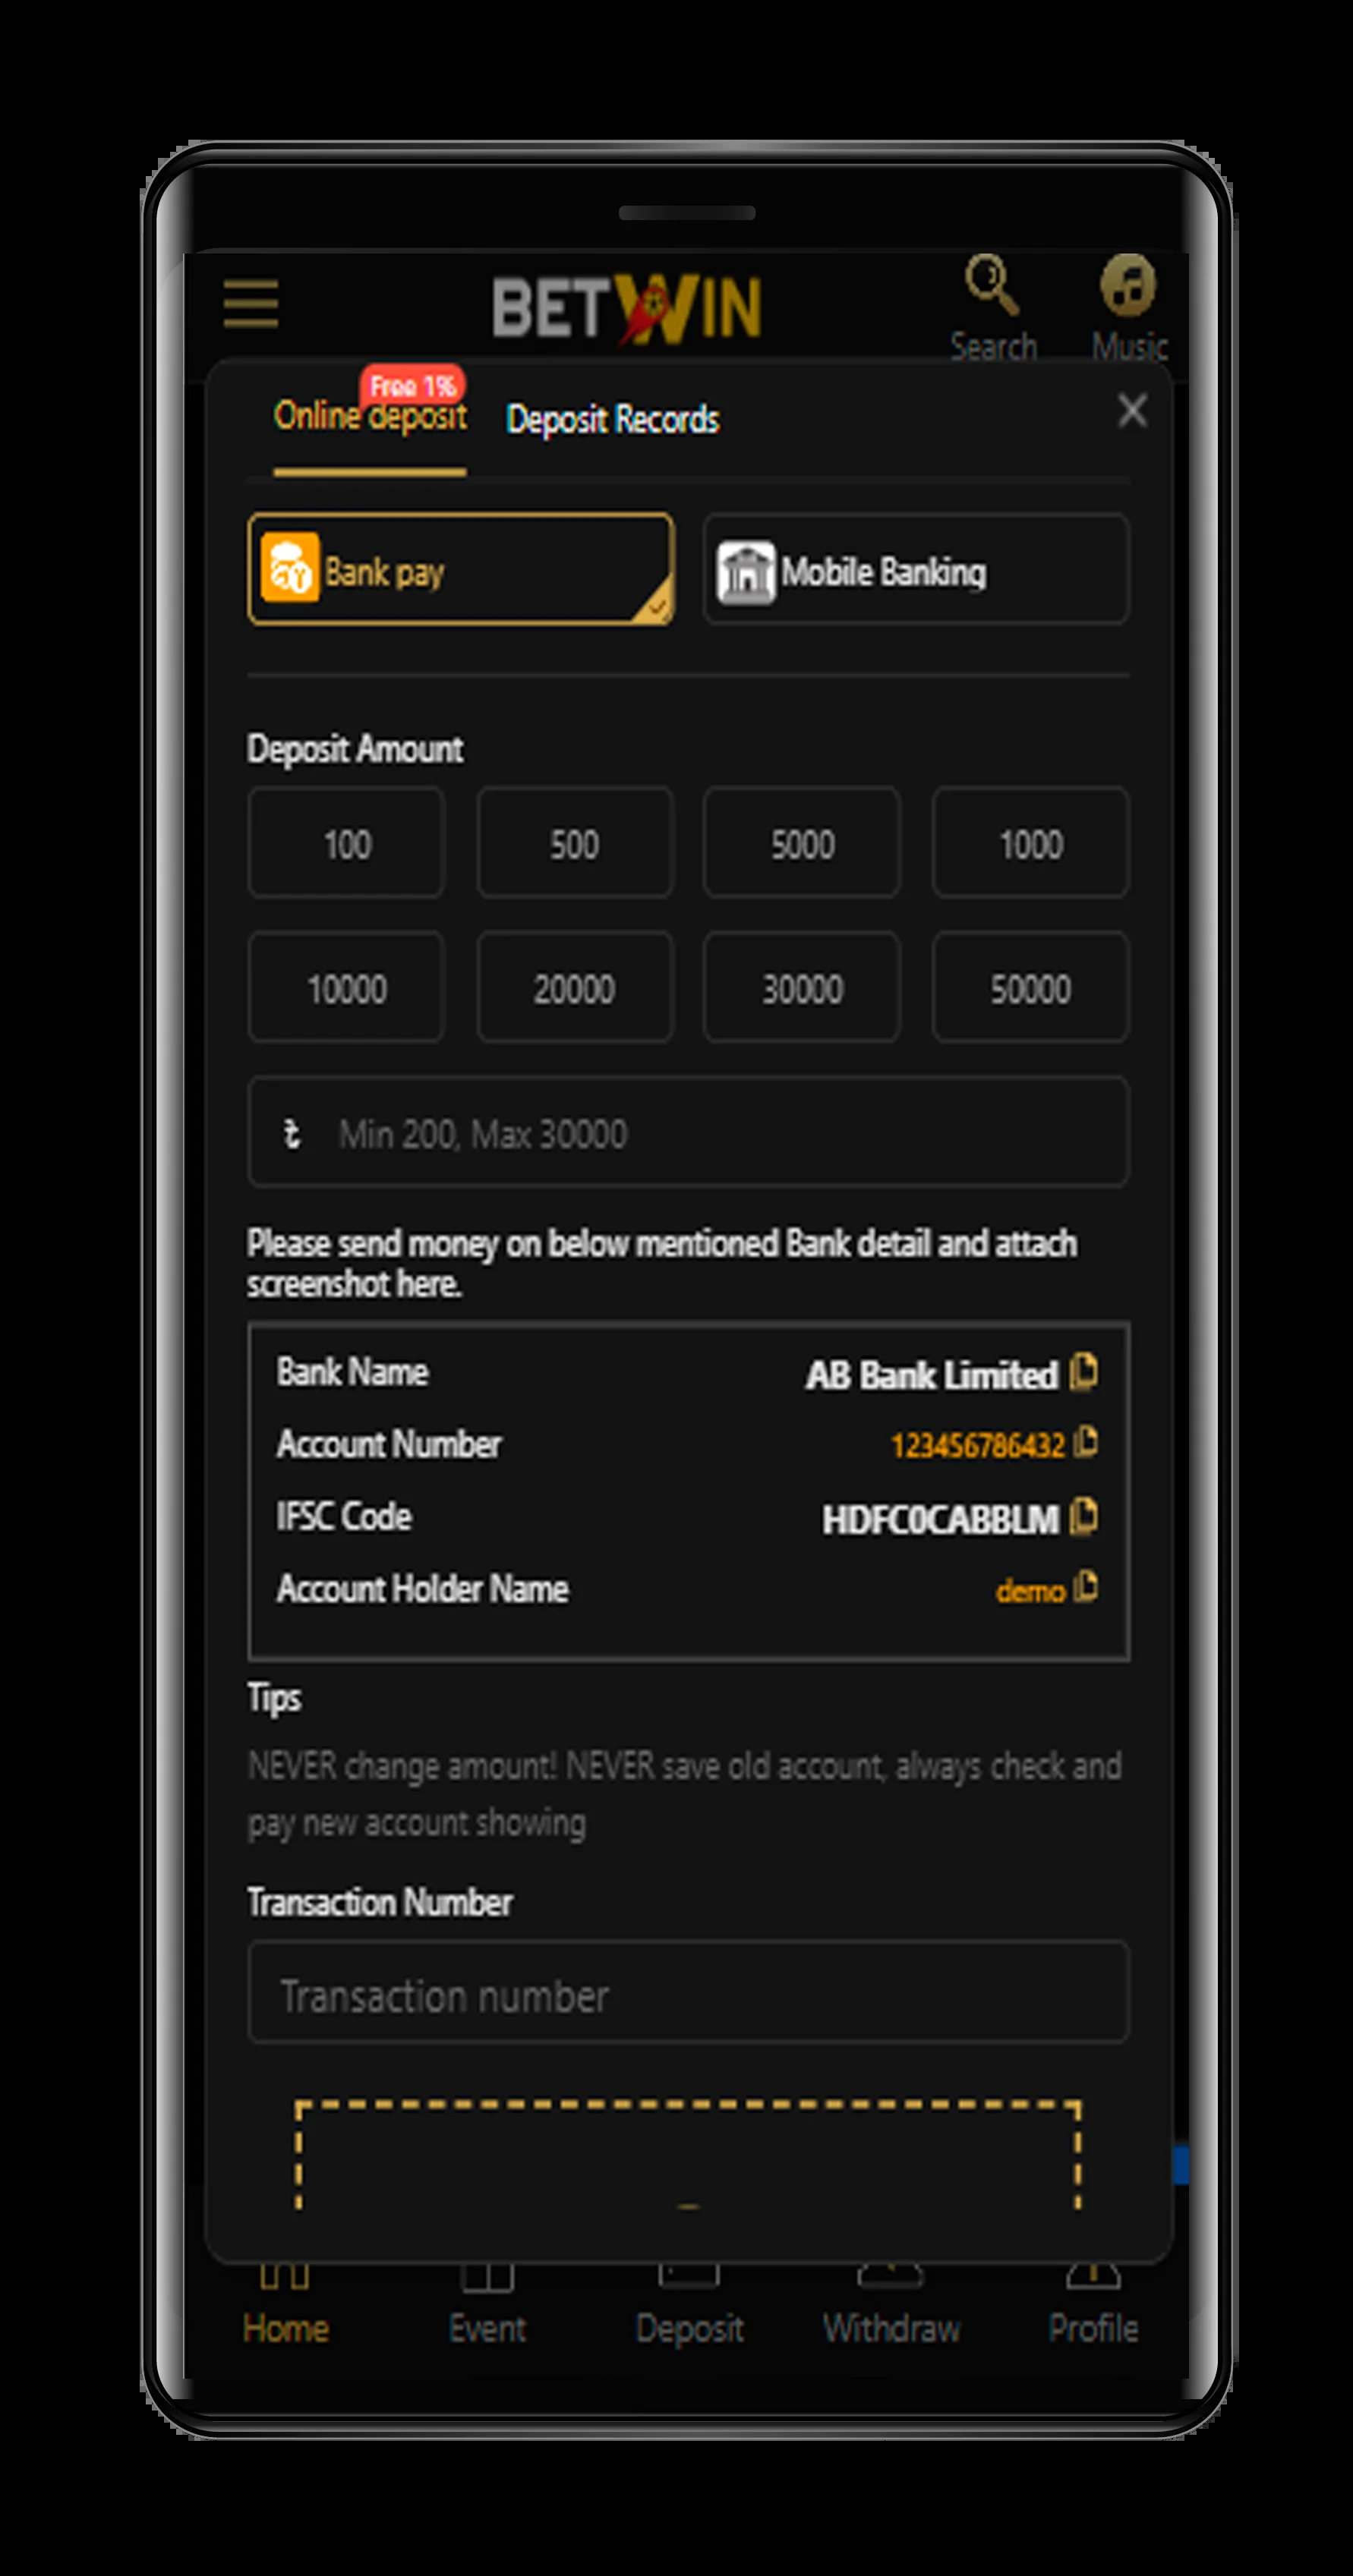 BETWIN
Search
Music
Free 1%
Online deposit
Deposit Records
Bank pay
Mobile Banking
Deposit Amount
100
500
5000
1000
10000
20000
30000
50000
৳ Min 200, Max 30000
Please send money on below mentioned Bank detail and attach
screenshot here.
Bank Name AB Bank Limited
Account Number 123456786432
IFSC Code HDFC0CABBLM
Account Holder Name demo
Tips
NEVER change amount! NEVER save old account, always check and
pay new account showing
Transaction Number
Transaction number
Home
Event
Deposit
Withdraw
Profile